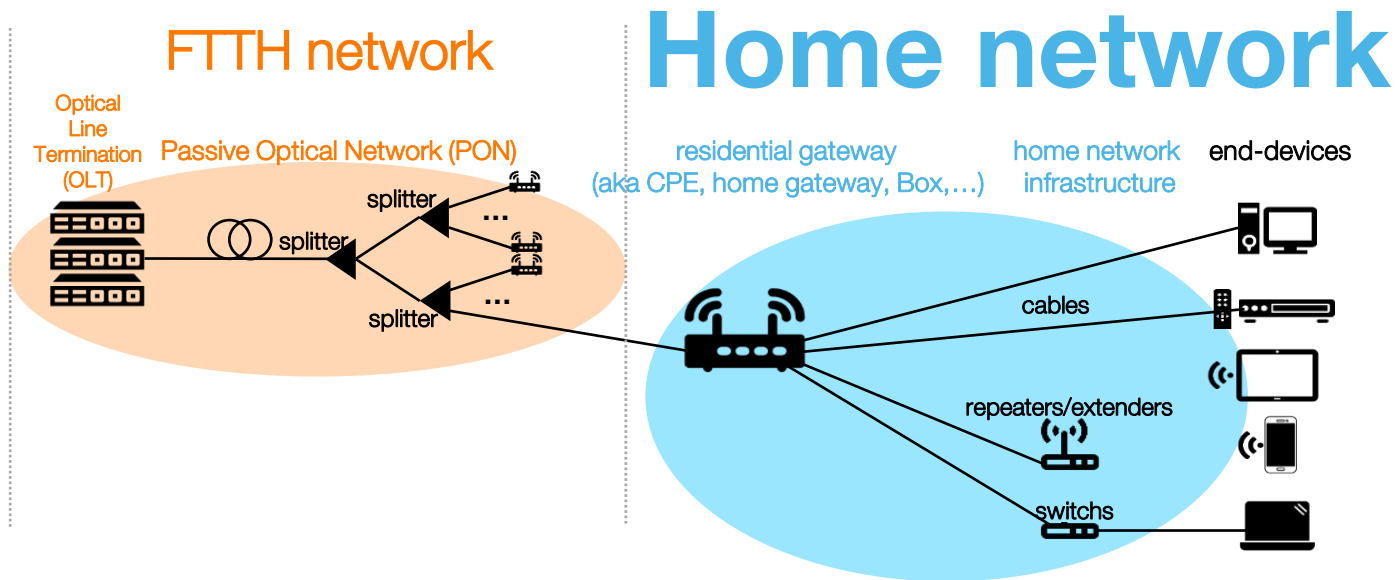 FTTH network
Home network
Optical
Line
Termination
(OLT)
Passive Optical Network (PON)
residential gateway
(aka CPE, home gateway, Box,...)
home network
infrastructure
end-devices
splitter
...
splitter
...
splitter
cables
repeaters/extenders
switchs